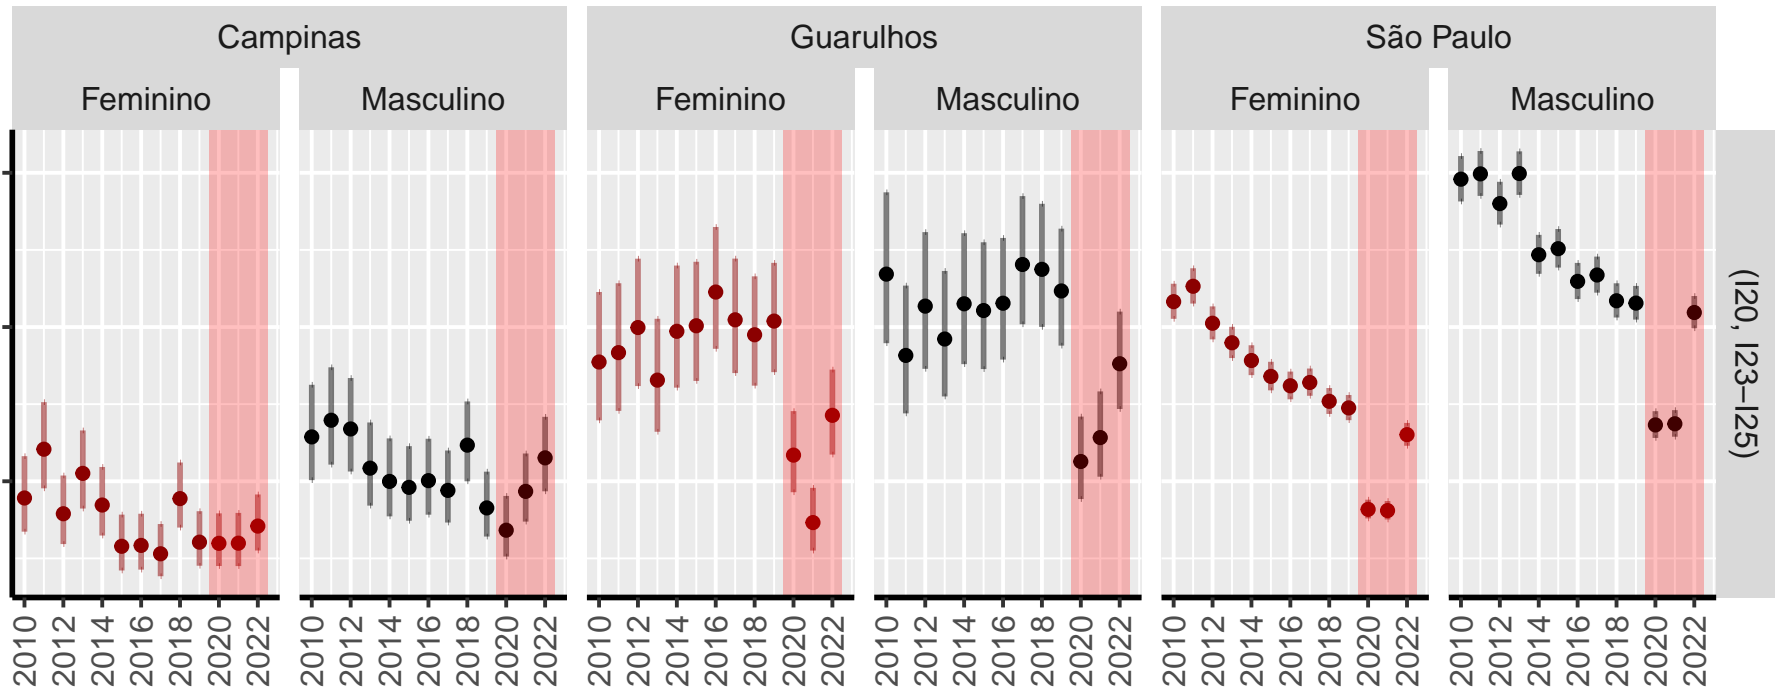 Campinas Guarulhos São Paulo
Feminino Masculino Feminino Masculino Feminino Masculino
(I20, I23–I25)
2010 2012 2014 2016 2018 2020 2022 2010 2012 2014 2016 2018 2020 2022 2010 2012 2014 2016 2018 2020 2022 2010 2012 2014 2016 2018 2020 2022 2010 2012 2014 2016 2018 2020 2022 2010 2012 2014 2016 2018 2020 2022